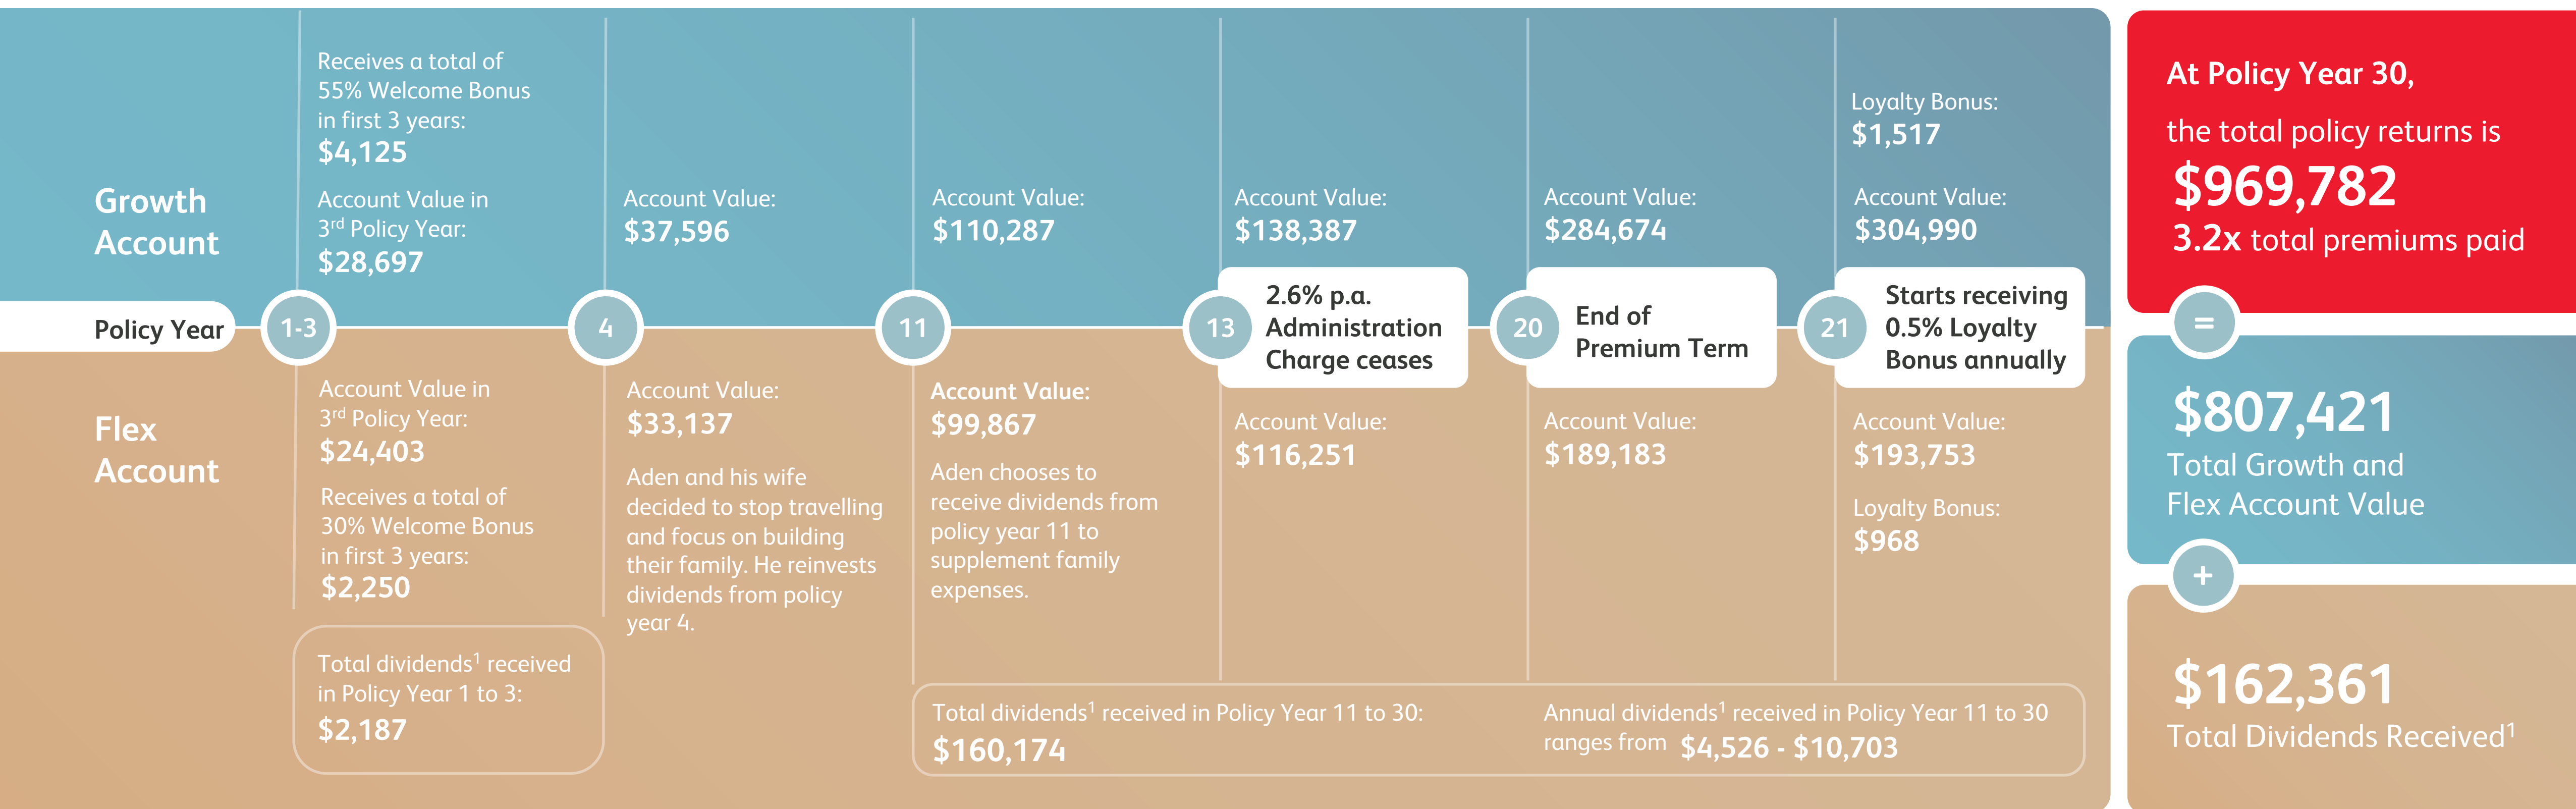 Growth
Account
Receives a total of
55% Welcome Bonus
in first 3 years:
$4,125
Account Value in
3rd Policy Year:
$28,697
Account Value:
$37,596
Account Value:
$110,287
Account Value:
$138,387
Account Value:
$284,674
Loyalty Bonus:
$1,517
Account Value:
$304,990
Policy Year
1-3
4
11
13
2.6% p.a.
Administration
Charge ceases
20
End of
Premium Term
21
Starts receiving
0.5% Loyalty
Bonus annually
Flex
Account
Account Value in
3rd Policy Year:
$24,403
Receives a total of
30% Welcome Bonus
in first 3 years:
$2,250
Total dividends1 received
in Policy Year 1 to 3:
$2,187
Account Value:
$33,137
Aden and his wife
decided to stop travelling
and focus on building
their family. He reinvests
dividends from policy
year 4.
Account Value:
$99,867
Aden chooses to
receive dividends from
policy year 11 to
supplement family
expenses.
Account Value:
$116,251
Account Value:
$189,183
Account Value:
$193,753
Loyalty Bonus:
$968
Total dividends1 received in Policy Year 11 to 30:
$160,174
Annual dividends1 received in Policy Year 11 to 30
ranges from $4,526 - $10,703
At Policy Year 30,
the total policy returns is
$969,782
3.2x total premiums paid
=
$807,421
Total Growth and
Flex Account Value
+
$162,361
Total Dividends Received1